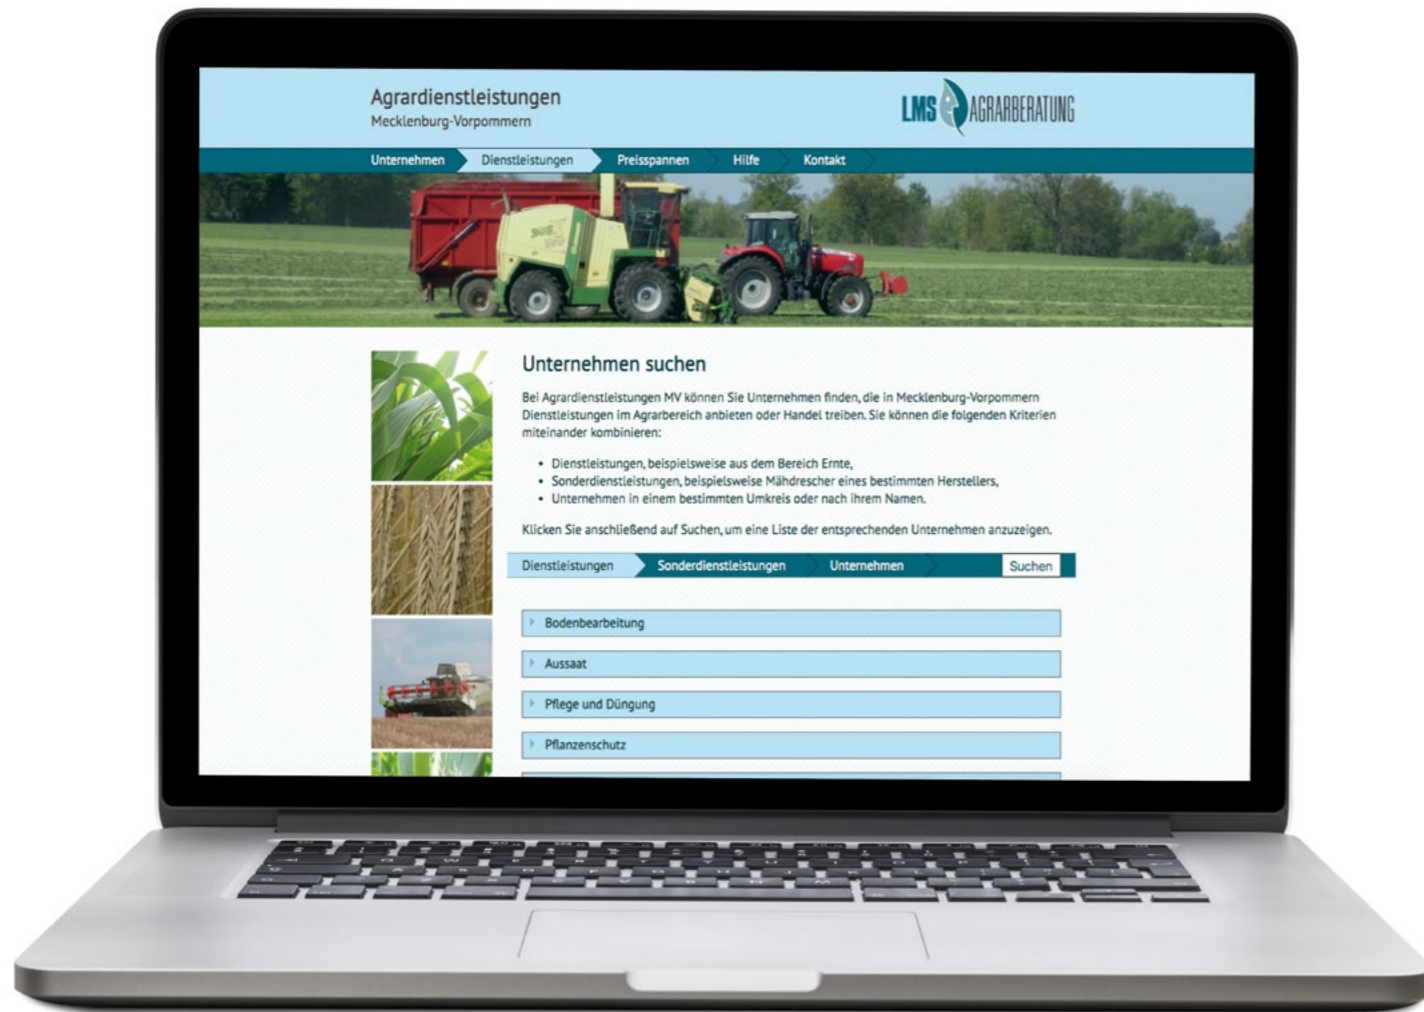 Agrardienstleistungen
Mecklenburg-Vorpommern
LMS AGRARBERATUNG
Unternehmen Dienstleistungen Preisspannen Hilfe Kontakt
Unternehmen suchen
Bei Agrardienstleistungen MV können Sie Unternehmen finden, die in Mecklenburg-Vorpommern
Dienstleistungen im Agrarbereich anbieten oder Handel treiben. Sie können die folgenden Kriterien
miteinander kombinieren:
• Dienstleistungen, beispielsweise aus dem Bereich Ernte,
• Sonderdienstleistungen, beispielsweise Mähdrescher eines bestimmten Herstellers,
• Unternehmen in einem bestimmten Umkreis oder nach ihrem Namen.
Klicken Sie anschließend auf Suchen, um eine Liste der entsprechenden Unternehmen anzuzeigen.
Dienstleistungen Sonderdienstleistungen Unternehmen Suchen
Bodenbearbeitung
Aussaat
Pflege und Düngung
Pflanzenschutz